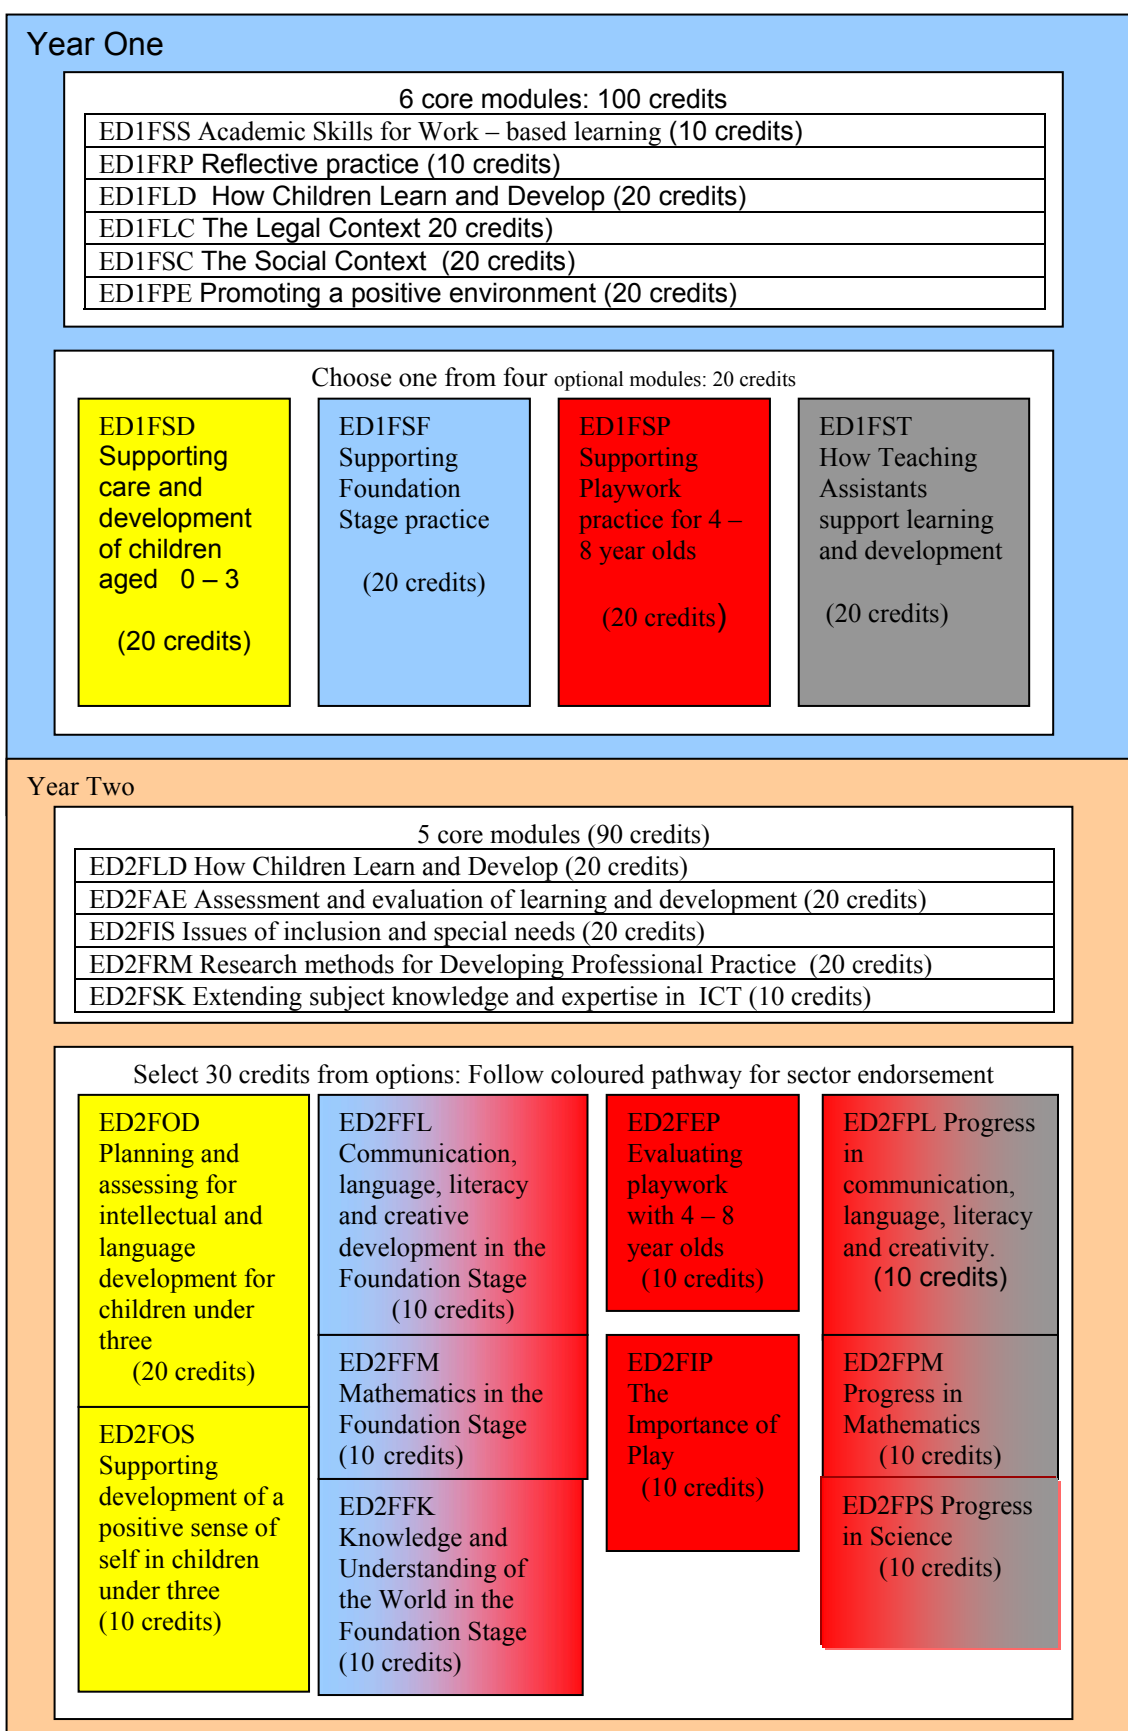 Year One
6 core modules: 100 credits
ED1FSS Academic Skills for Work – based learning (10 credits)
ED1FRP Reflective practice (10 credits)
ED1FLD How Children Learn and Develop (20 credits)
ED1FLC The Legal Context 20 credits)
ED1FSC The Social Context (20 credits)
ED1FPE Promoting a positive environment (20 credits)
Choose one from four optional modules: 20 credits
ED1FSD
Supporting
care and
development
of children
aged 0 – 3
(20 credits)
ED1FSF
Supporting
Foundation
Stage practice
(20 credits)
ED1FSP
Supporting
Playwork
practice for 4 –
8 year olds
(20 credits)
ED1FST
How Teaching
Assistants
support learning
and development
(20 credits)
Year Two
5 core modules (90 credits)
ED2FLD How Children Learn and Develop (20 credits)
ED2FAE Assessment and evaluation of learning and development (20 credits)
ED2FIS Issues of inclusion and special needs (20 credits)
ED2FRM Research methods for Developing Professional Practice (20 credits)
ED2FSK Extending subject knowledge and expertise in ICT (10 credits)
Select 30 credits from options: Follow coloured pathway for sector endorsement
ED2FOD
Planning and
assessing for
intellectual and
language
development for
children under
three
(20 credits)
ED2FOS
Supporting
development of a
positive sense of
self in children
under three
(10 credits)
ED2FFL
Communication,
language, literacy
and creative
development in the
Foundation Stage
(10 credits)
ED2FFM
Mathematics in the
Foundation Stage
(10 credits)
ED2FFK
Knowledge and
Understanding of
the World in the
Foundation Stage
(10 credits)
ED2FEP
Evaluating
playwork
with 4 – 8
year olds
(10 credits)
ED2FIP
The
Importance of
Play
(10 credits)
ED2FPL Progress
in
communication,
language, literacy
and creativity.
(10 credits)
ED2FPM
Progress in
Mathematics
(10 credits)
ED2FPS Progress
in Science
(10 credits)